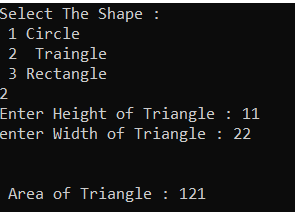 Select The Shape :
1 Circle
2 Traingle
3 Rectangle
2
Enter Height of Triangle : 11
enter Width of Triangle : 22
Area of Triangle : 121